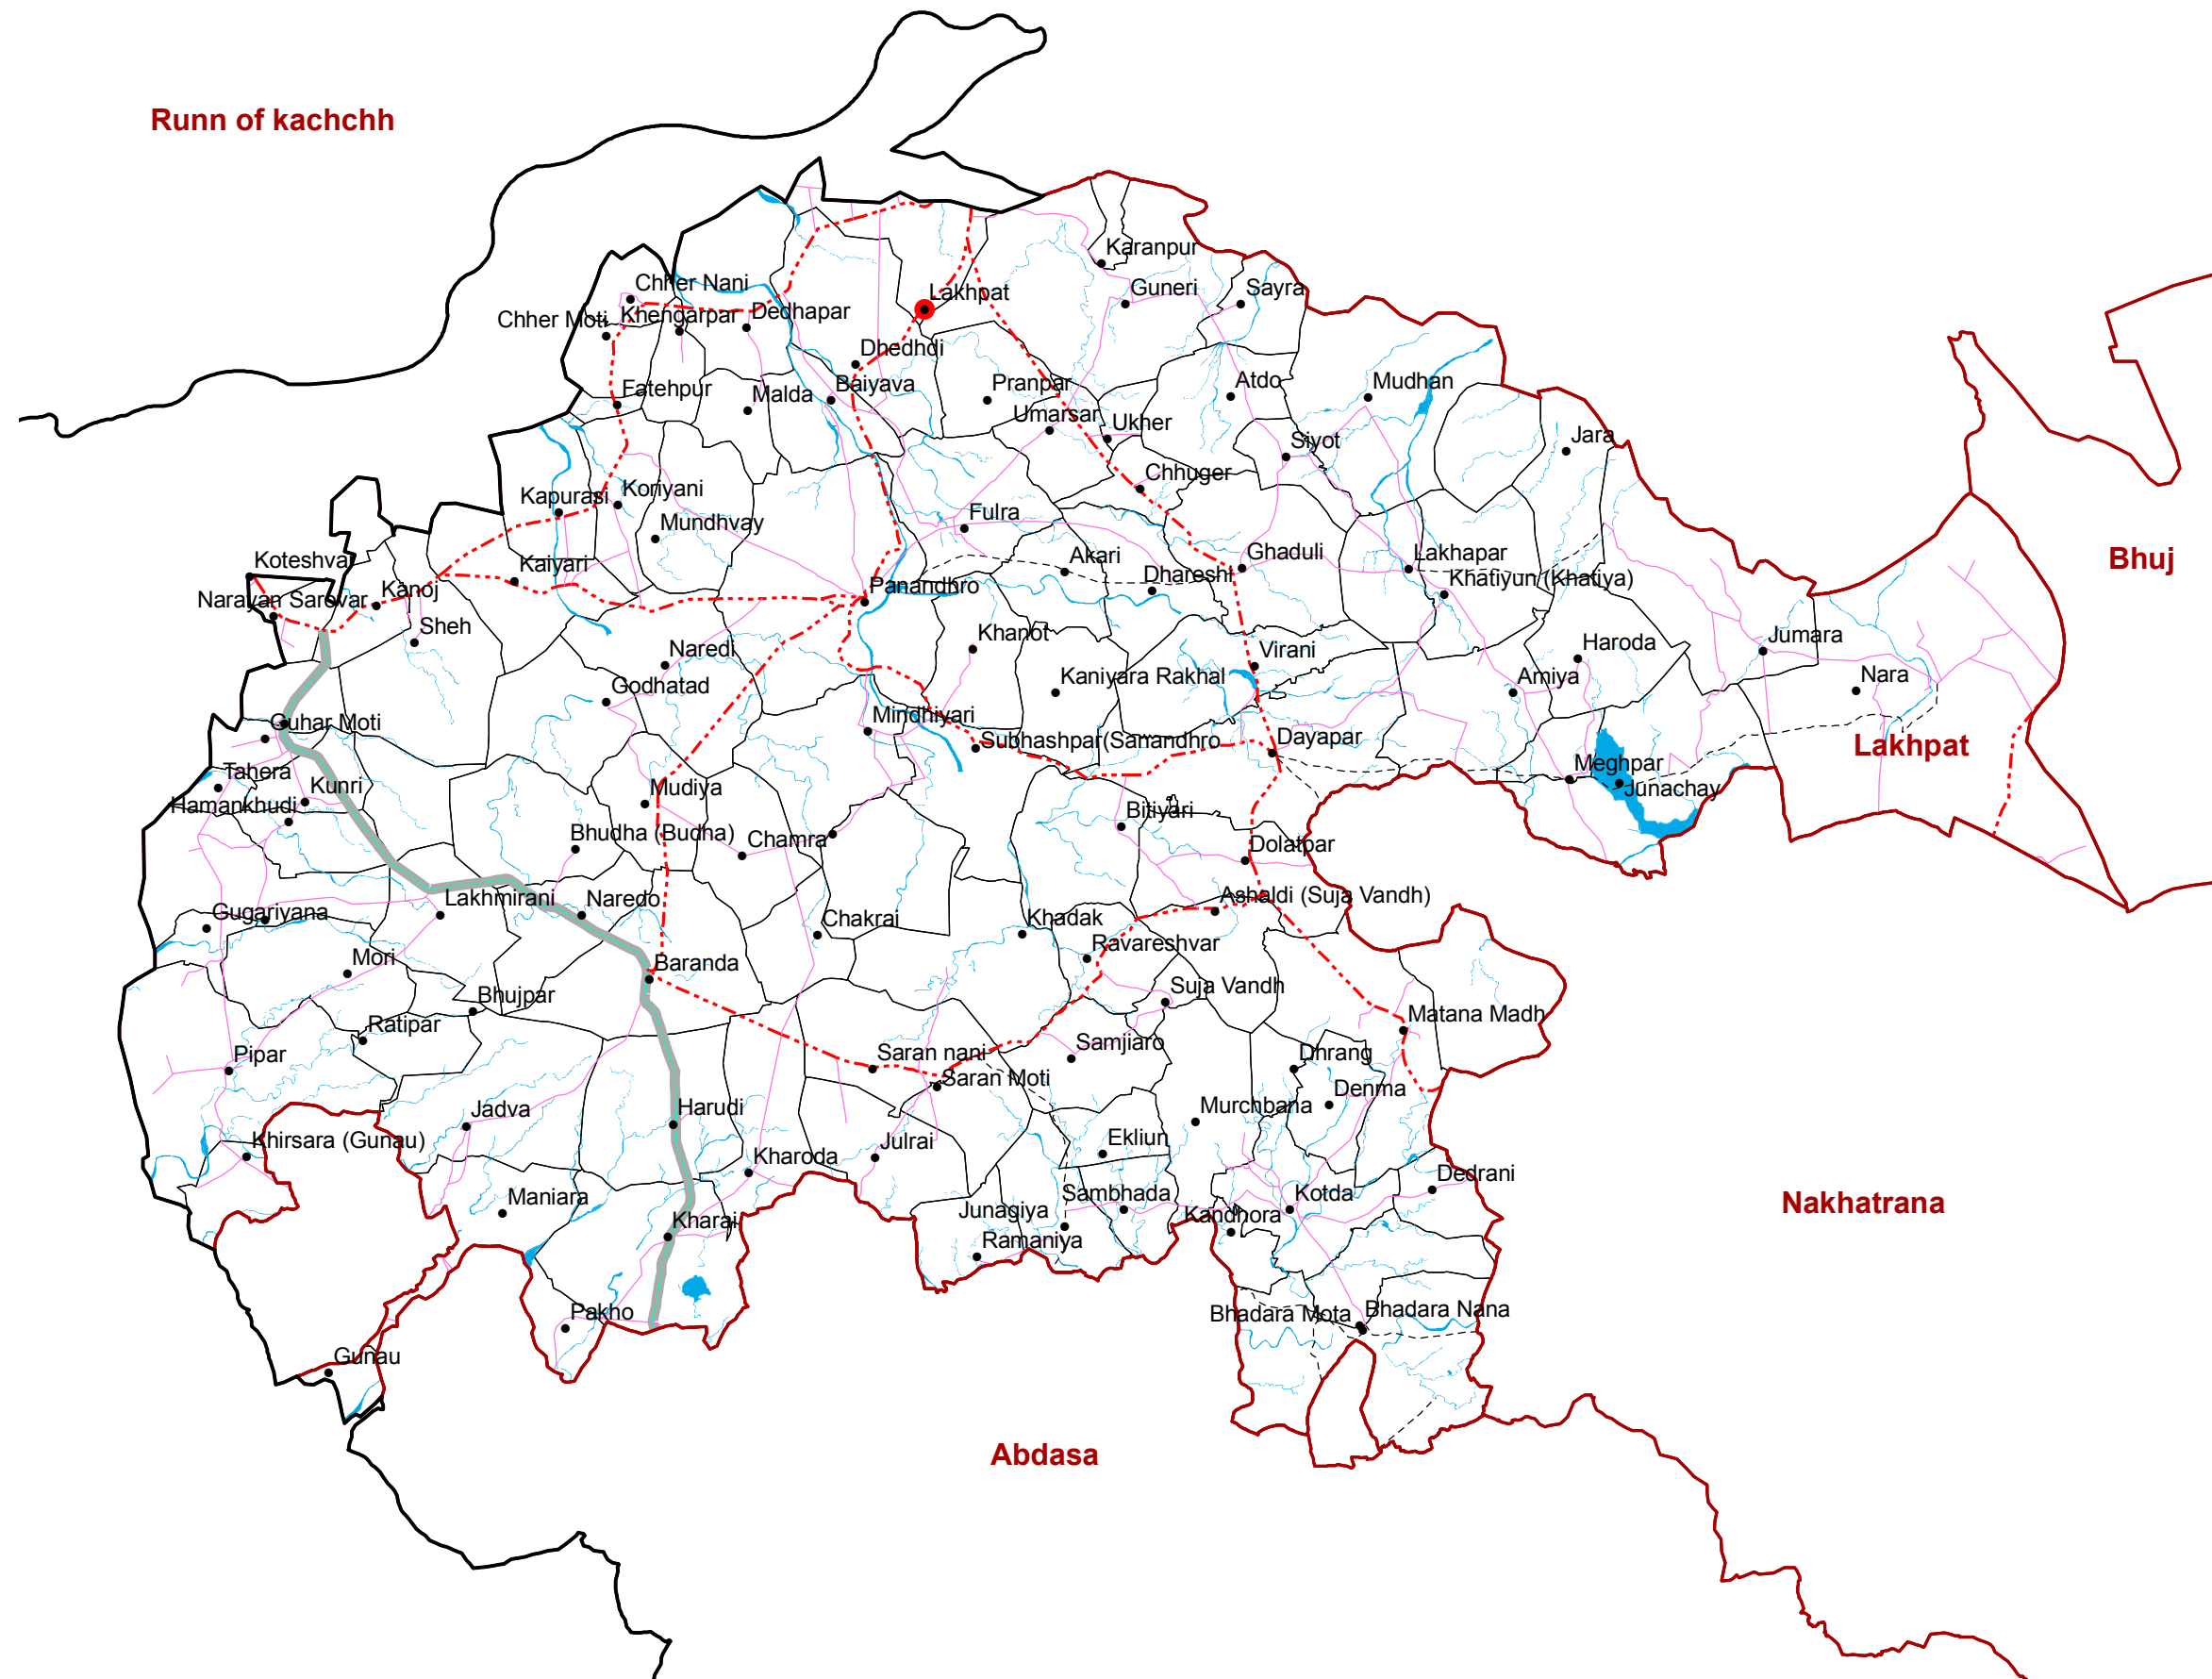 Runn of kachchh
Karanpur
Chher Nani
Lakhpat
Guneri
Sayra
Chher Moti
Khengarpar
Dedhapar
Dhedhdi
Fatehpur
Malda
Baiyava
Pranpar
Atdo
Mudhan
Umarsar
Ukher
Siyot
Jara
Chhuger
Kapurasi
Koriyani
Mundhvay
Fulra
Koteshvar
Kaiyari
Akari
Ghaduli
Lakhapar
Bhuj
Narayan Sarovar
Kanoj
Panandhro
Dhareshi
Khatiyun (Khatiya)
Sheh
Khanot
Jumara
Naredi
Virani
Haroda
Godhatad
Kaniyara Rakhal
Amiya
Nara
Guhar Moti
Mindhiyari
Subhashpar(Sanandhro
Dayapar
Lakhpat
Tahera
Kunri
Mudiya
Meghpar
Junachay
Hamankhudi
Bhudha (Budha)
Chamra
Bitiyari
Dolatpar
Gugariyana
Lakhmirani
Naredo
Chakrai
Khadak
Ashaldi (Suja Vandh)
Mori
Baranda
Ravareshvar
Bhujpar
Suja Vandh
Ratipar
Matana Madh
Pipar
Saran nani
Samjiaro
Dhrang
Saran Moti
Denma
Jadva
Harudi
Murchbana
Khirsara (Gunau)
Kharoda
Julrai
Ekliun
Maniara
Sambhada
Kotda
Dedrani
Nakhatrana
Kharai
Junagiya
Kandhora
Ramaniya
Pakho
Bhadara Mota
Bhadara Nana
Gunau
Abdasa